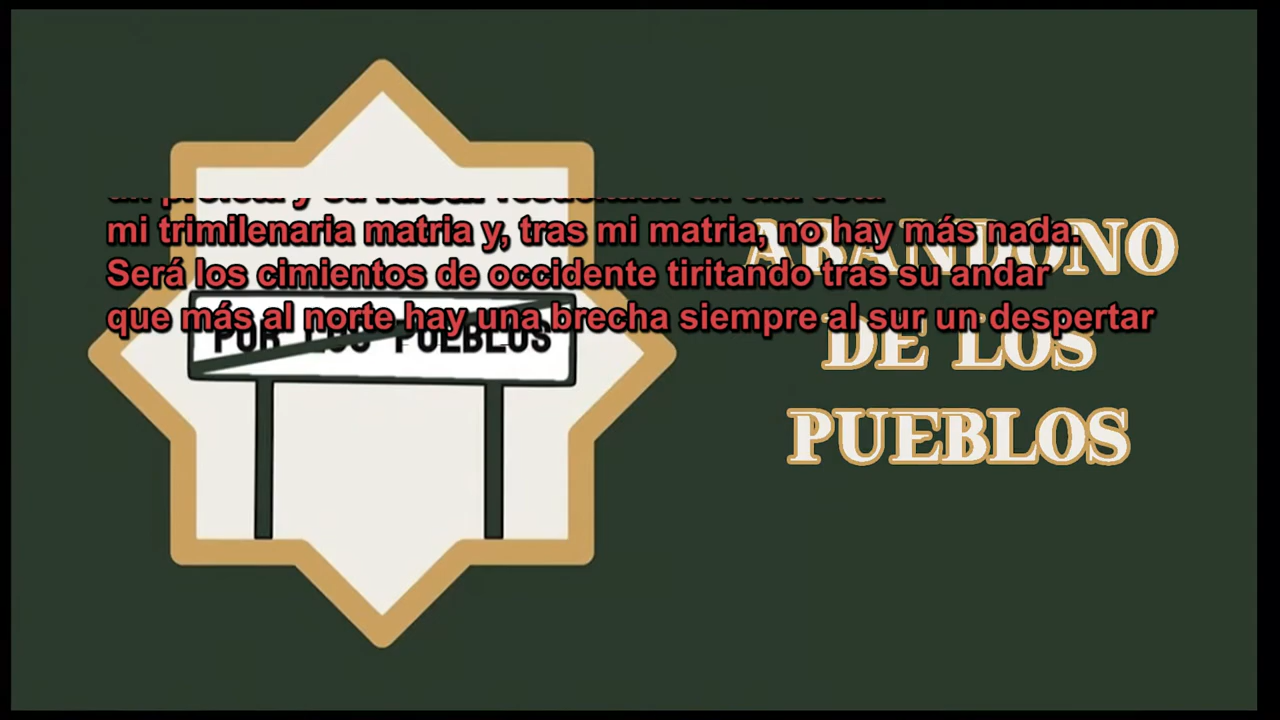 mi trimilenaria matria y, tras mi matria, no hay más nada.
Será los cimientos de occidente tiritando tras su andar
que más al norte hay una brecha siempre al sur un despertar
POR LOS PUEBLOS
ABANDONO
DE LOS
PUEBLOS